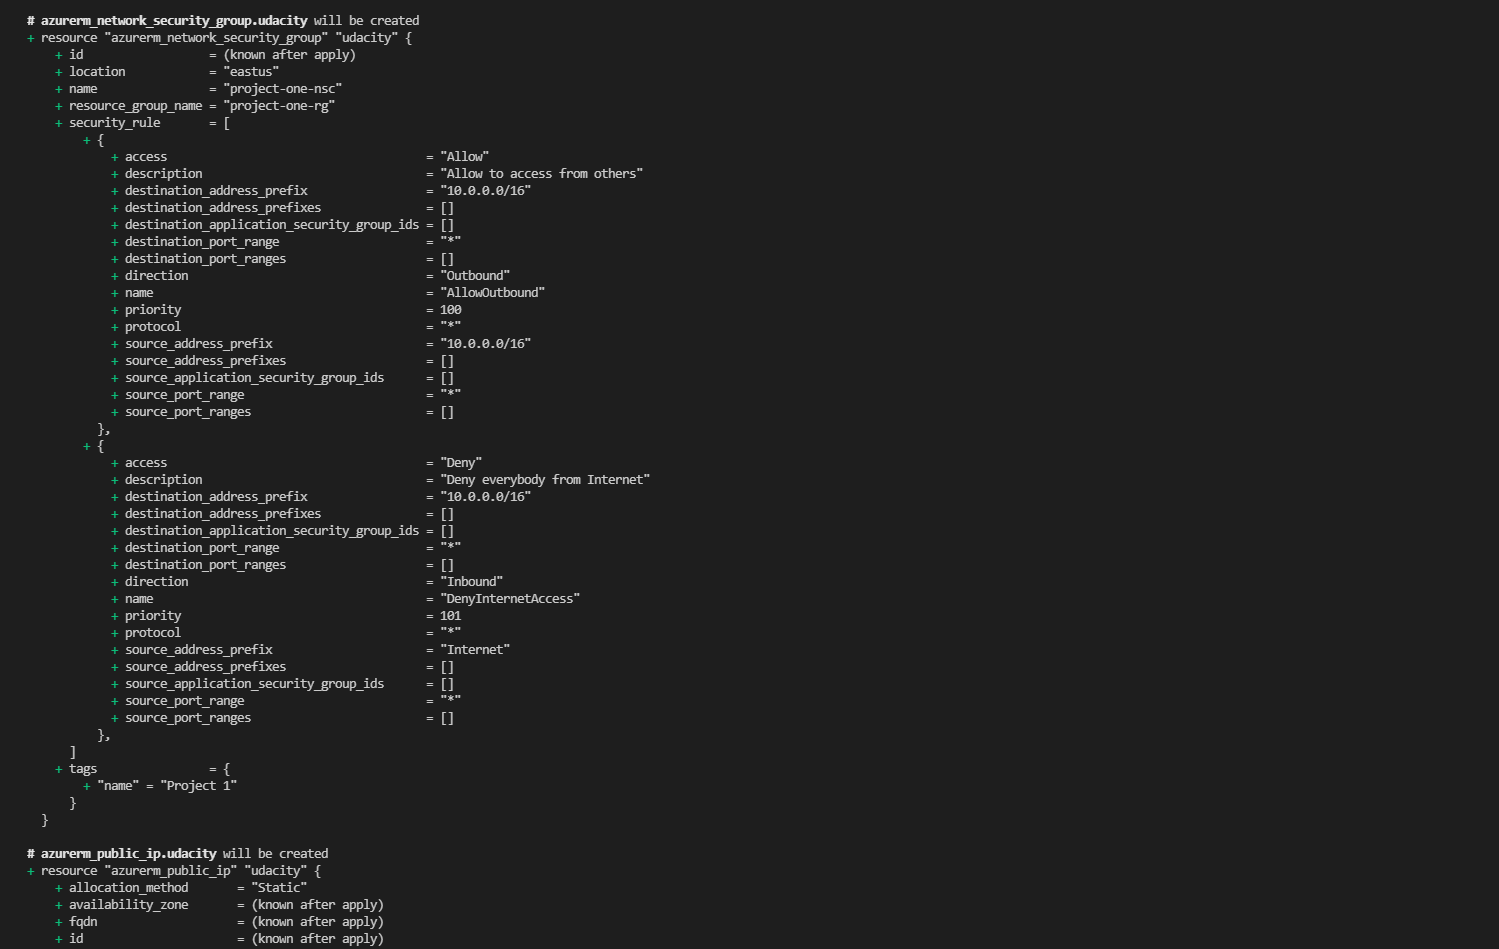 # azurerm_network_security_group.udacity will be created
+ resource "azurerm_network_security_group" "udacity" {
+ id = (known after apply)
+ location = "eastus"
+ name = "project-one-nsc"
+ resource_group_name = "project-one-rg"
+ security_rule = [
+ {
+ access = "Allow"
+ description = "Allow to access from others"
+ destination_address_prefix = "10.0.0.0/16"
+ destination_address_prefixes = []
+ destination_application_security_group_ids = []
+ destination_port_range = "*"
+ destination_port_ranges = []
+ direction = "Outbound"
+ name = "AllowOutbound"
+ priority = 100
+ protocol = "*"
+ source_address_prefix = "10.0.0.0/16"
+ source_address_prefixes = []
+ source_application_security_group_ids = []
+ source_port_range = "*"
+ source_port_ranges = []
},
+ {
+ access = "Deny"
+ description = "Deny everybody from Internet"
+ destination_address_prefix = "10.0.0.0/16"
+ destination_address_prefixes = []
+ destination_application_security_group_ids = []
+ destination_port_range = "*"
+ destination_port_ranges = []
+ direction = "Inbound"
+ name = "DenyInternetAccess"
+ priority = 101
+ protocol = "*"
+ source_address_prefix = "Internet"
+ source_address_prefixes = []
+ source_application_security_group_ids = []
+ source_port_range = "*"
+ source_port_ranges = []
},
]
+ tags = {
+ "name" = "Project 1"
}
}
# azurerm_public_ip.udacity will be created
+ resource "azurerm_public_ip" "udacity" {
+ allocation_method = "Static"
+ availability_zone = (known after apply)
+ fqdn = (known after apply)
+ id = (known after apply)